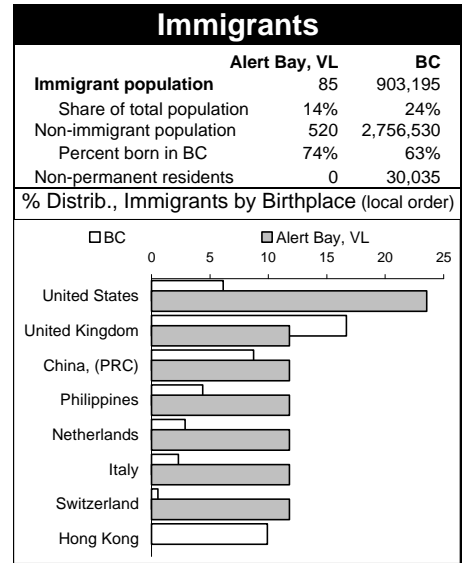 Immigrants
Alert Bay, VL BC
Immigrant population 85 903,195
Share of total population 14% 24%
Non-immigrant population 520 2,756,530
Percent born in BC 74% 63%
Non-permanent residents 0 30,035
% Distrib., Immigrants by Birthplace (local order)
BC Alert Bay, VL
0 5 10 15 20 25
United States
United Kingdom
China, (PRC)
Philippines
Netherlands
Italy
Switzerland
Hong Kong